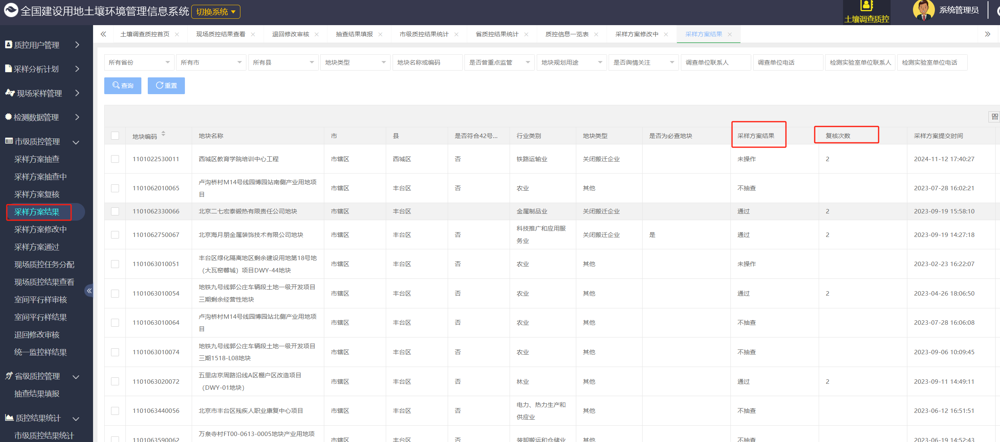 全国建设用地土壤环境管理信息系统
切换系统
土壤调查质控
系统管理员
质控用户管理
采样分析计划
现场采样管理
检测数据管理
市级质控管理
采样方案抽查
采样方案抽查中
采样方案复核
采样方案结果
采样方案修改中
采样方案通过
现场质控任务分配
现场质控结果查看
室间平行样审核
室间平行样结果
退回修改审核
统一监控样结果
省级质控管理
抽查结果填报
质控结果统计
市级质控结果统计
土壤调查质控首页 现场质控结果查看 退回修改审核 抽查结果填报 市级质控结果统计 省质控结果统计 质控信息一览表 采样方案修改中 采样方案结果
所有省份 所有市 所有县 地块类型 地块名称或编码 是否曾重点监管 地块规划用途 是否舆情关注 调查单位联系人 调查单位电话 检测实验室单位联系人 检测实验室单位电话
查询 重置
地块编码 地块名称 市 县 是否符合42号... 行业类别 地块类型 是否为必查地块 采样方案结果 复核次数 采样方案提交时间
1101022530011 西城区教育学院培训中心工程 市辖区 西城区 否 铁路运输业 关闭搬迁企业 未操作 2 2024-11-12 17:40:27
1101062010065 卢沟桥村M14号线园博园站南侧产业用地项
目 市辖区 丰台区 否 农业 其他 不抽查 2023-07-28 16:02:21
1101062330066 北京二七宏泰锻热有限责任公司地块 市辖区 丰台区 金属制品业 关闭搬迁企业 通过 2 2023-09-19 15:58:10
1101062750067 北京海月朋金属装饰技术有限公司地块 市辖区 丰台区 否 科技推广和应用服
务业 关闭搬迁企业 是 通过 2 2023-09-19 14:27:18
1101063010051 丰台区绿化隔离地区剩余建设用地第18号地
（大瓦窑磬城）项目DWY-44地块 市辖区 丰台区 否 农业 其他 未操作 2023-02-23 16:22:07
1101063010054 地铁九号线郭公庄车辆段土地一级开发项目
三期剩余经营性地块 市辖区 丰台区 否 农业 其他 通过 2 2023-04-26 18:06:50
1101063010064 卢沟桥村M14号线园博园站北侧产业用地项
目 市辖区 丰台区 否 农业 其他 不抽查 2023-07-28 16:06:08
1101063010074 地铁九号线郭公庄车辆段土地一级开发项目
三期1518-L08地块 市辖区 丰台区 否 农业 其他 不抽查 2023-09-06 10:09:45
1101063020072 五里店京周路沿线A区棚户区改造项目
（DWY-01地块） 市辖区 丰台区 否 林业 其他 通过 2 2023-09-11 14:49:11
1101063440056 北京市丰台区残疾人职业康复中心项目 市辖区 丰台区 否 电力、热力生产和
供应业 其他 不抽查 2023-06-12 16:51:51
1101063590062 万泉寺村FT00-0613-0005地块产业用地项 市辖区 丰台区 否 装卸搬运和仓储业 其他 不抽查 2023-06-19 14:52:43